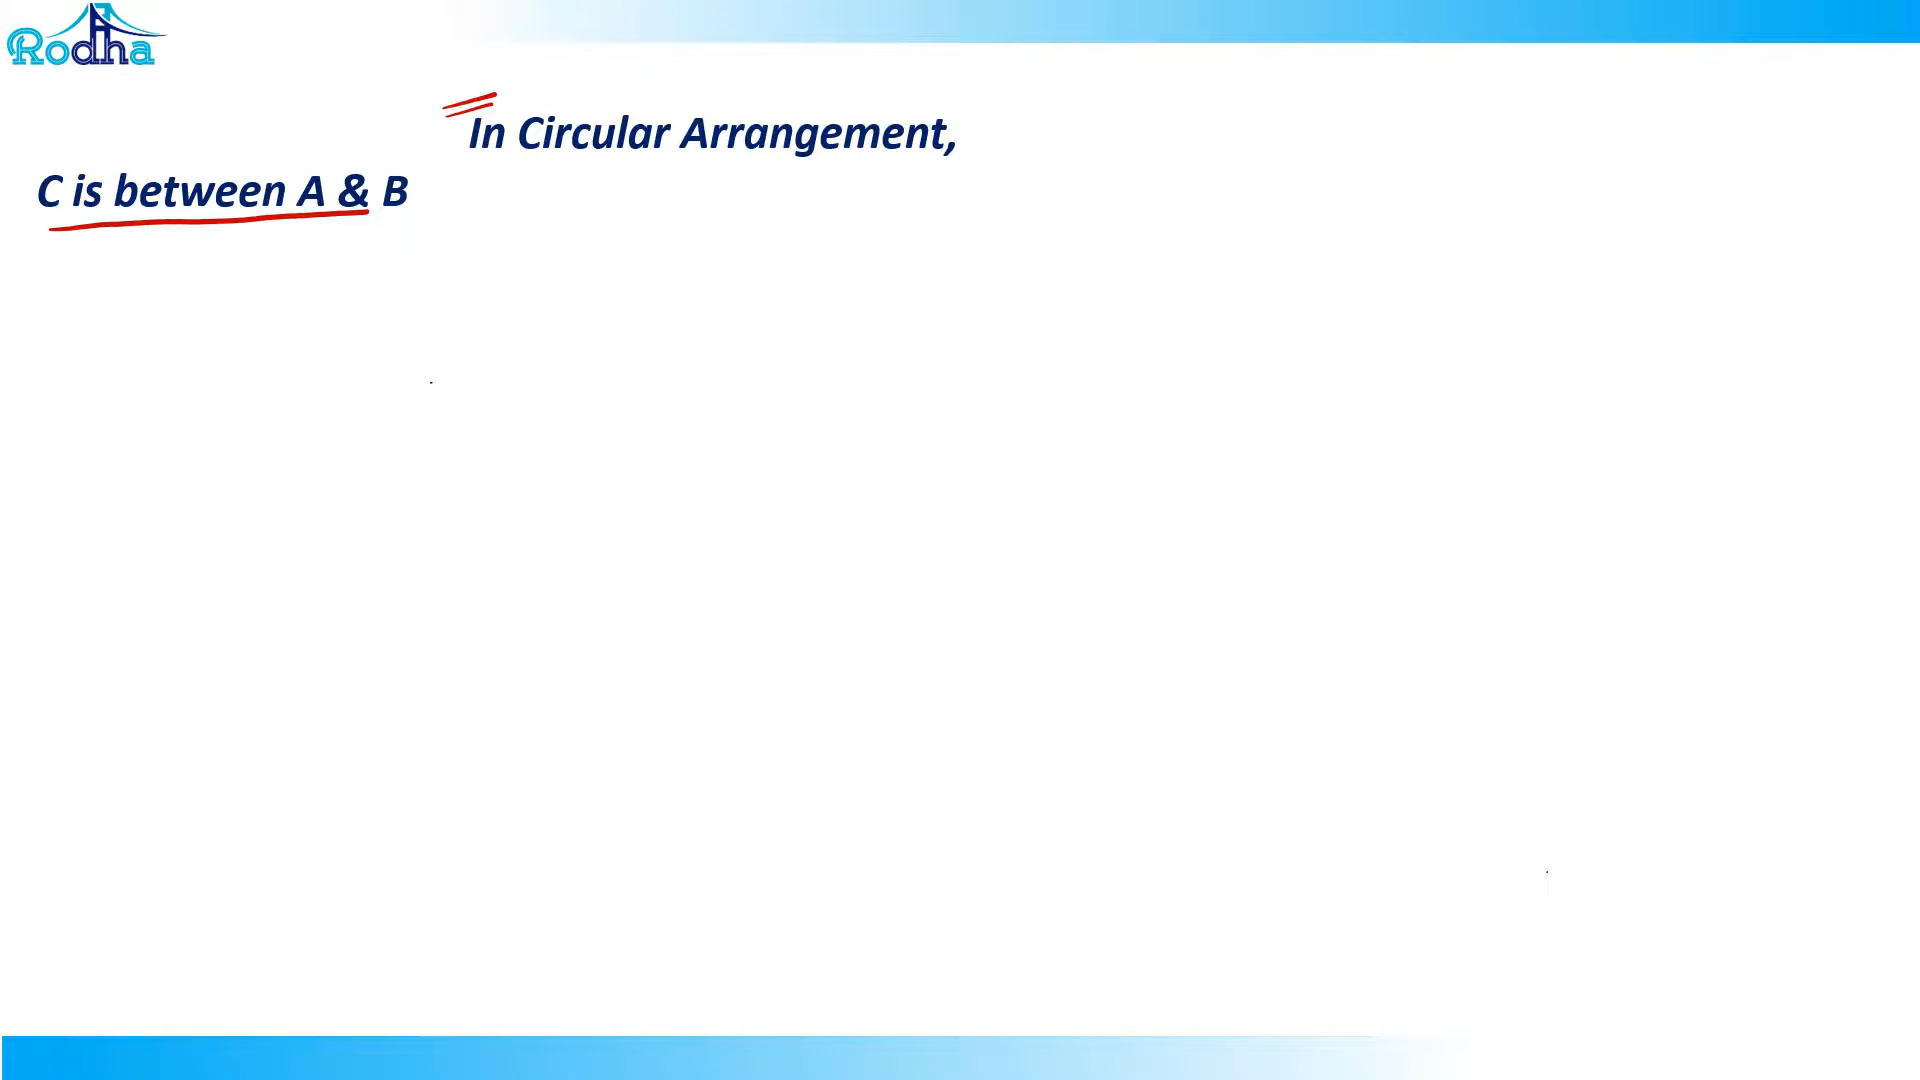 Rodha
In Circular Arrangement,
C is between A & B